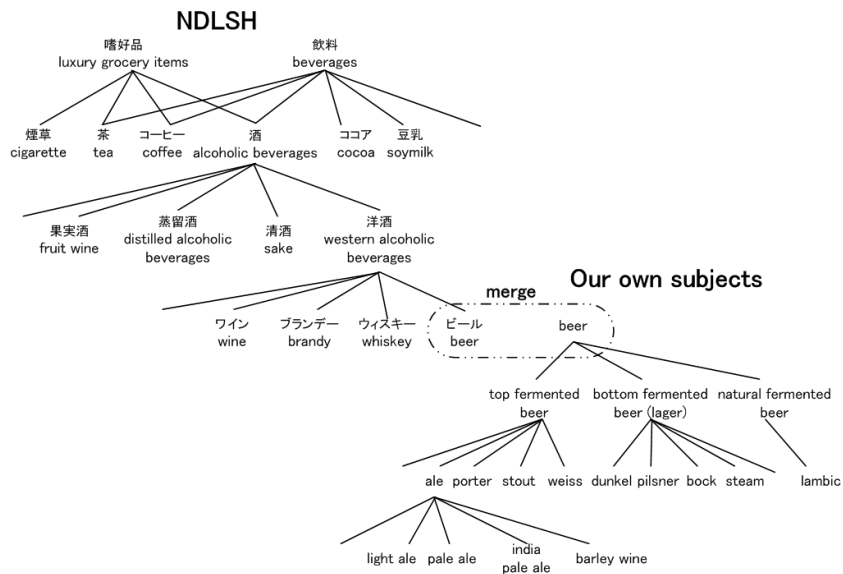 NDLSH
嗜好品
luxury grocery items
飲料
beverages
煙草
cigarette
茶
tea
コーヒー
coffee
酒
alcoholic beverages
ココア
cocoa
豆乳
soymilk
果実酒
fruit wine
蒸留酒
distilled alcoholic
beverages
清酒
sake
洋酒
western alcoholic
beverages
Our own subjects
merge
ワイン
wine
ブランデー
brandy
ウィスキー
whiskey
ビール
beer
beer
top fermented
beer
bottom fermented
beer (lager)
natural fermented
beer
ale
porter
stout
weiss
dunkel
pilsner
bock
steam
lambic
light ale
pale ale
india
pale ale
barley wine